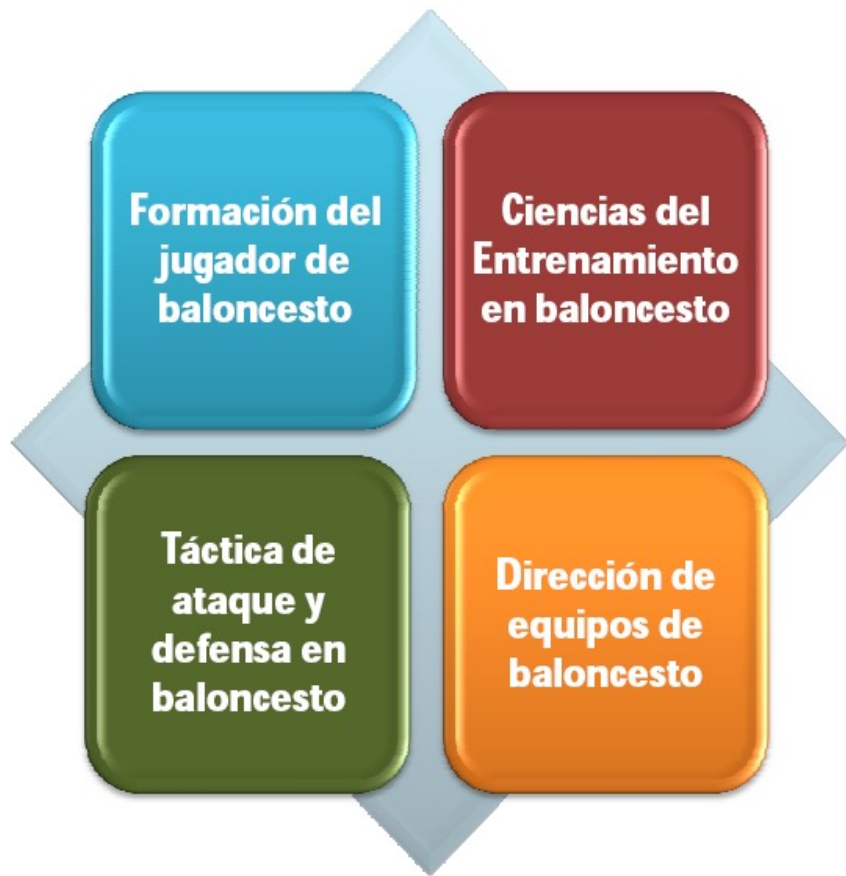 Formación del
jugador de
baloncesto
Ciencias del
Entrenamiento
en baloncesto
Táctica de
ataque y
defensa en
baloncesto
Dirección de
equipos de
baloncesto